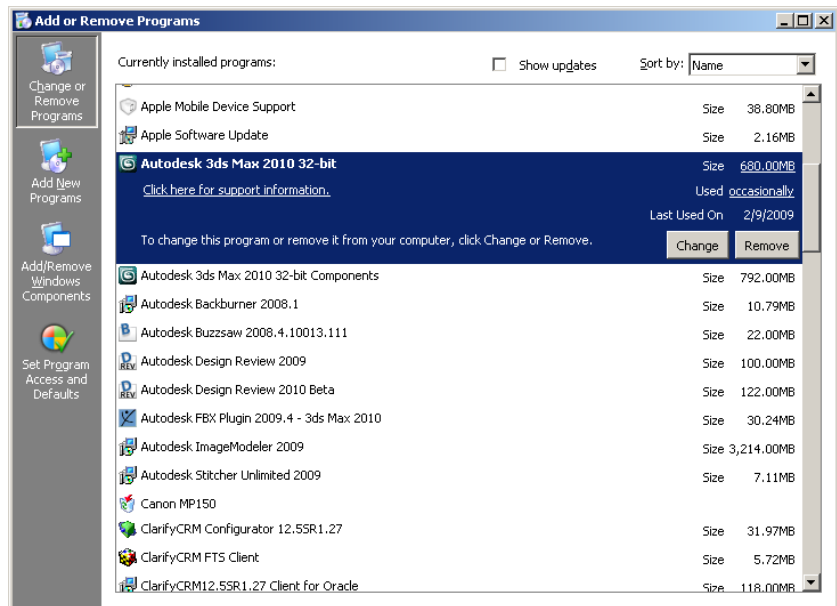 Add or Remove Programs
Change or
Remove
Programs
Add New
Programs
Add/Remove
Windows
Components
Set Program
Access and
Defaults
Currently installed programs:
Show updates
Sort by: Name
Apple Mobile Device Support Size 38.80MB
Apple Software Update Size 2.16MB
Autodesk 3ds Max 2010 32-bit Size 680.00MB
Click here for support information. Used occasionally
Last Used On 2/9/2009
To change this program or remove it from your computer, click Change or Remove. Change Remove
Autodesk 3ds Max 2010 32-bit Components Size 792.00MB
Autodesk Backburner 2008.1 Size 10.79MB
Autodesk Buzzsaw 2008.4.10013.111 Size 22.00MB
Autodesk Design Review 2009 Size 100.00MB
Autodesk Design Review 2010 Beta Size 122.00MB
Autodesk FBX Plugin 2009.4 - 3ds Max 2010 Size 30.24MB
Autodesk ImageModeler 2009 Size 3,214.00MB
Autodesk Stitcher Unlimited 2009 Size 7.11MB
Canon MP150
ClarifyCRM Configurator 12.5SR1.27 Size 31.97MB
ClarifyCRM FTS Client Size 5.72MB
ClarifyCRM12.5SR1.27 Client for Oracle Size 118.00MB